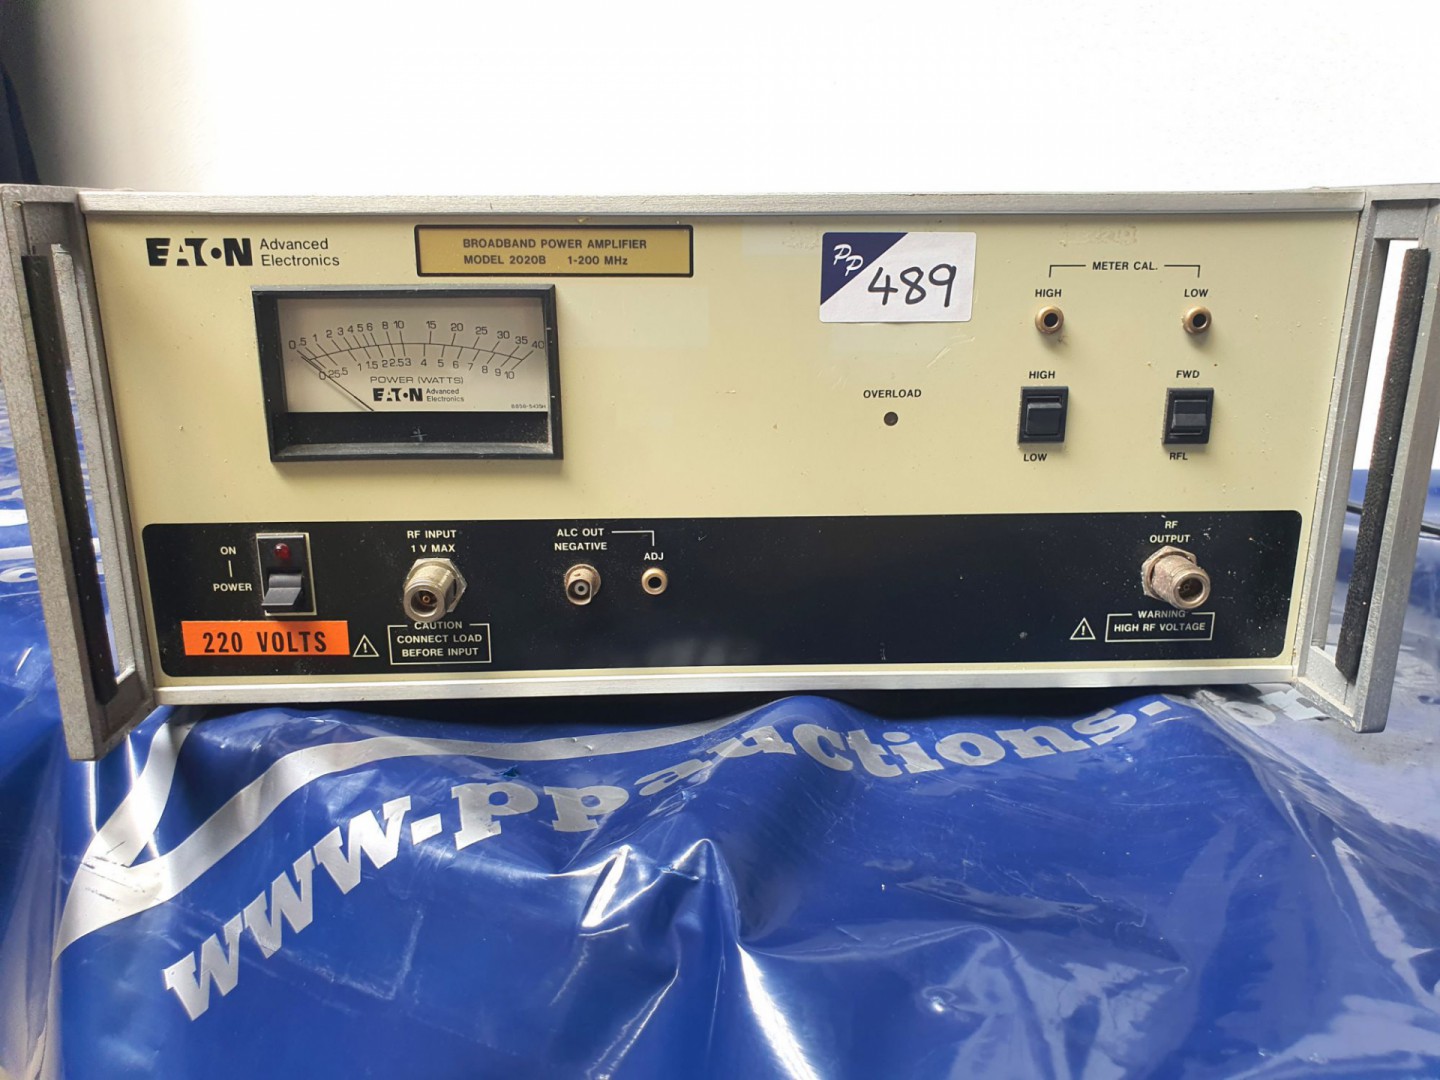 EATON Advanced
Electronics
BROADBAND POWER AMPLIFIER
MODEL 2020B 1-200 MHz
PP
489
METER CAL.
HIGH
LOW
0 .5 1 2 3 4 5 6 8 10 15 20 25 30 35 40
0 .25 .5 1 1.5 2 2.5 3 4 5 6 7 8 9 10
POWER (WATTS)
EATON Advanced
Electronics
OVERLOAD
HIGH
LOW
FWD
RFL
ON
POWER
220 VOLTS
RF INPUT
1 V MAX
CAUTION
CONNECT LOAD
BEFORE INPUT
ALC OUT
NEGATIVE
ADJ
RF
OUTPUT
WARNING
HIGH RF VOLTAGE
www.ppauctions.